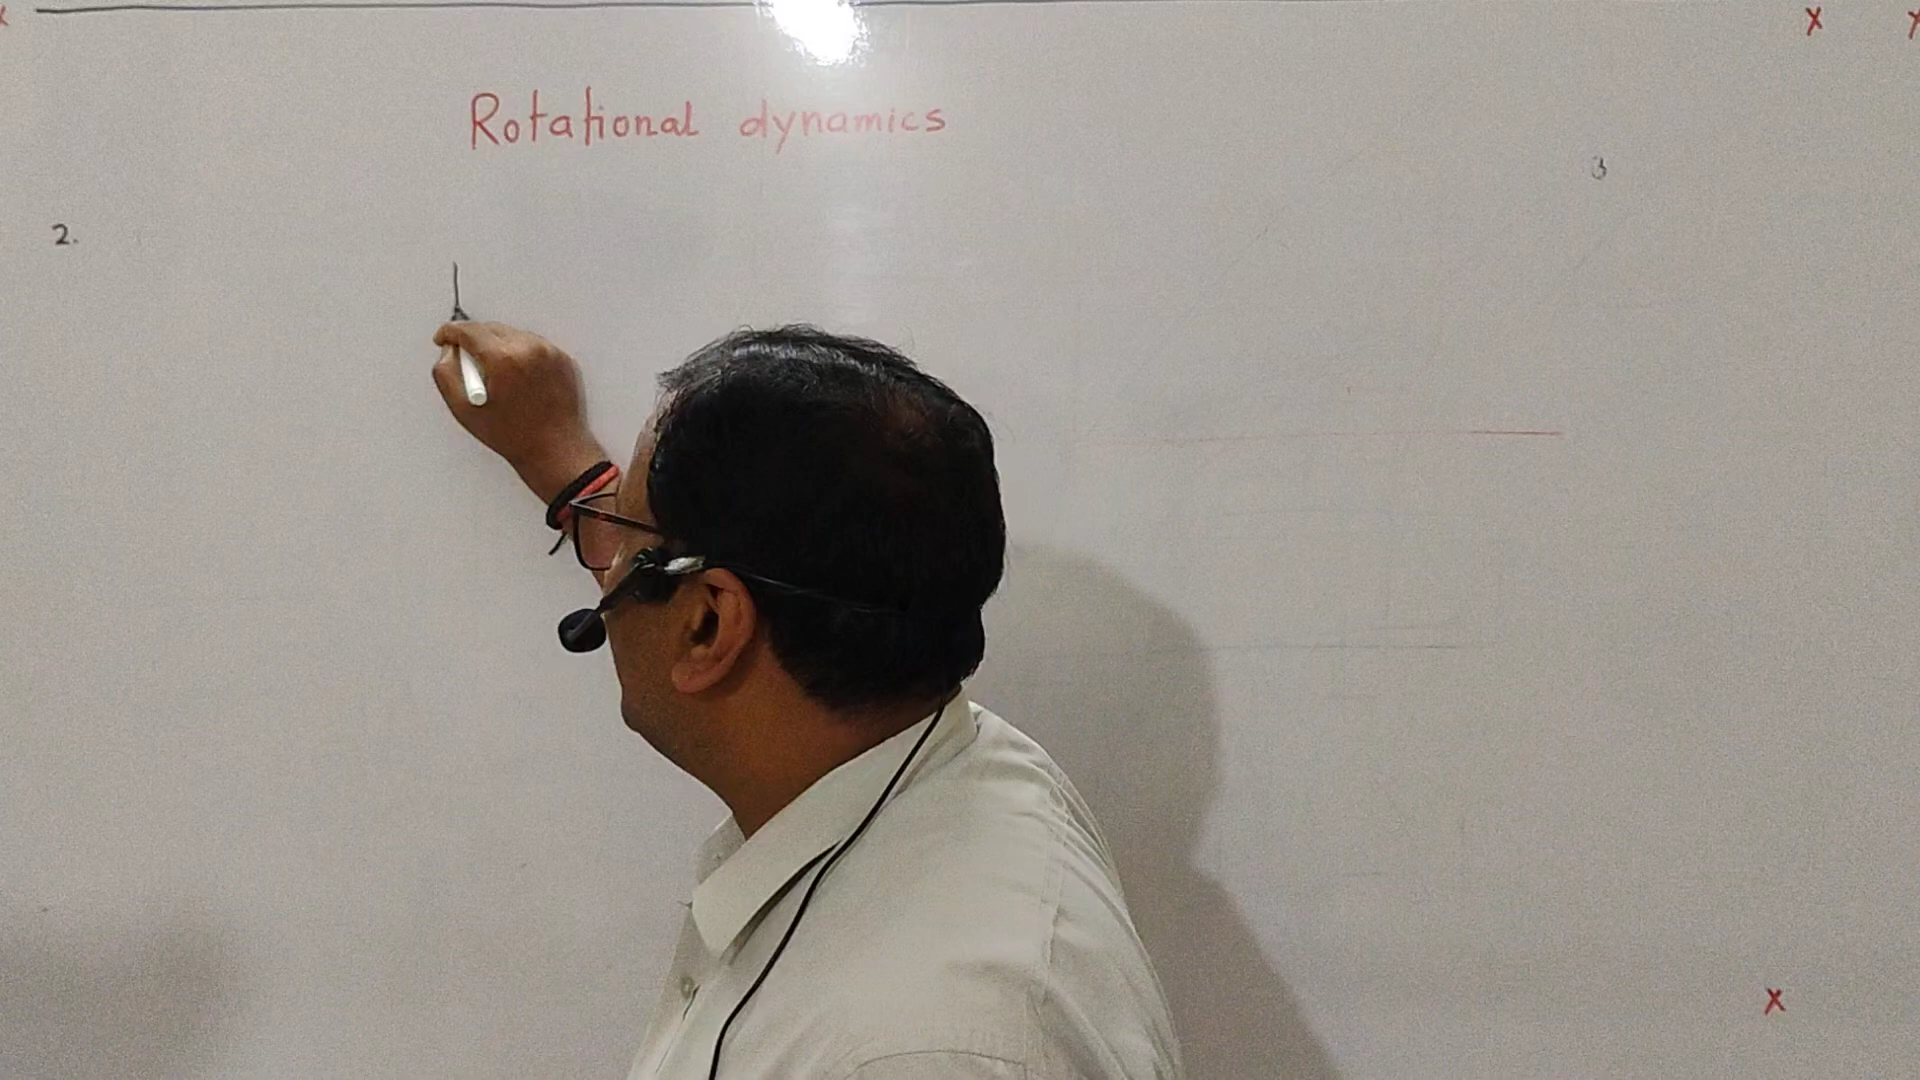 x x
Rotational dynamics
2.
x